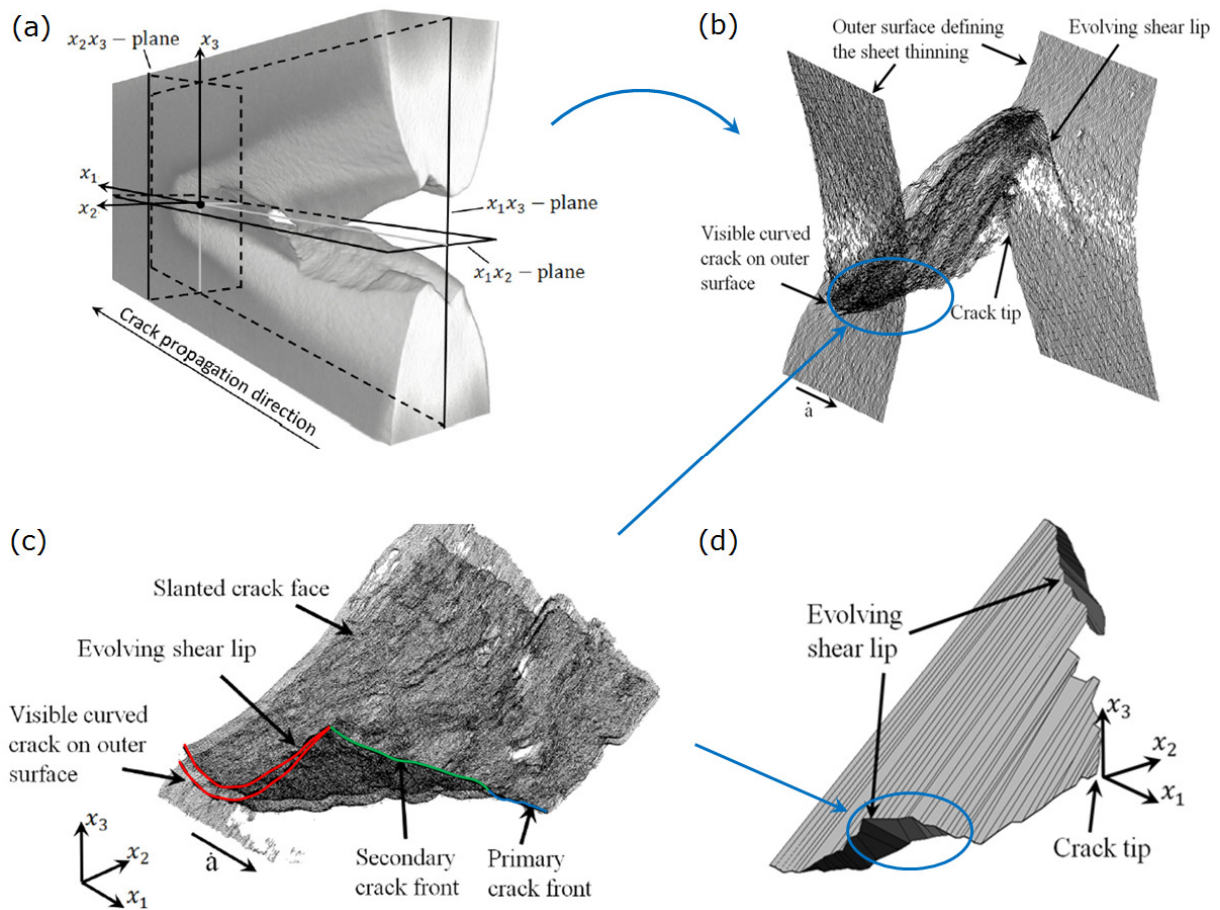 (a)
x₂x₃ – plane
x₃
x₁
x₂
x₁x₃ – plane
x₁x₂ – plane
Crack propagation direction
(b)
Outer surface defining
the sheet thinning
Evolving shear lip
Visible curved
crack on outer
surface
Crack tip
ȧ
(c)
Slanted crack face
Evolving shear lip
Visible curved
crack on outer
surface
x₃
x₂
x₁
ȧ
Secondary
crack front
Primary
crack front
(d)
Evolving
shear lip
x₃
x₂
x₁
Crack tip